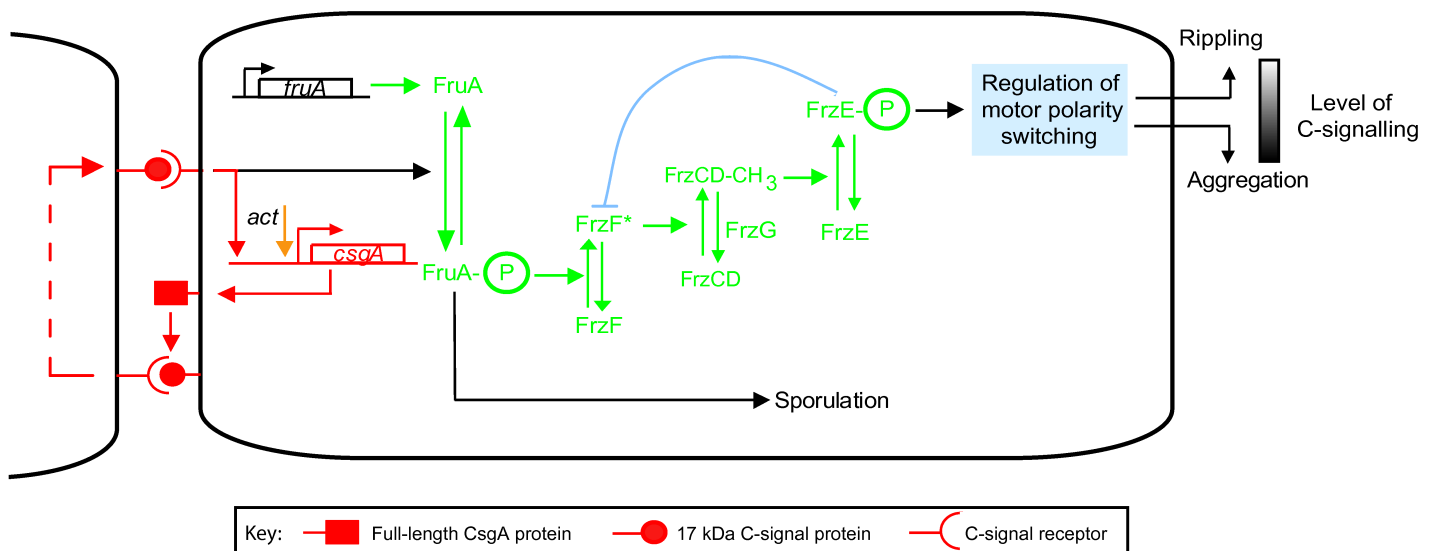 Rippling
Level of
C-signalling
Aggregation
fruA
FruA
FrzE-P
Regulation of
motor polarity
switching
FrzCD-CH3
act
FrzF*
FrzG
FrzE
csgA
FruA-P
FrzCD
FrzF
Sporulation
Key:
Full-length CsgA protein
17 kDa C-signal protein
C-signal receptor